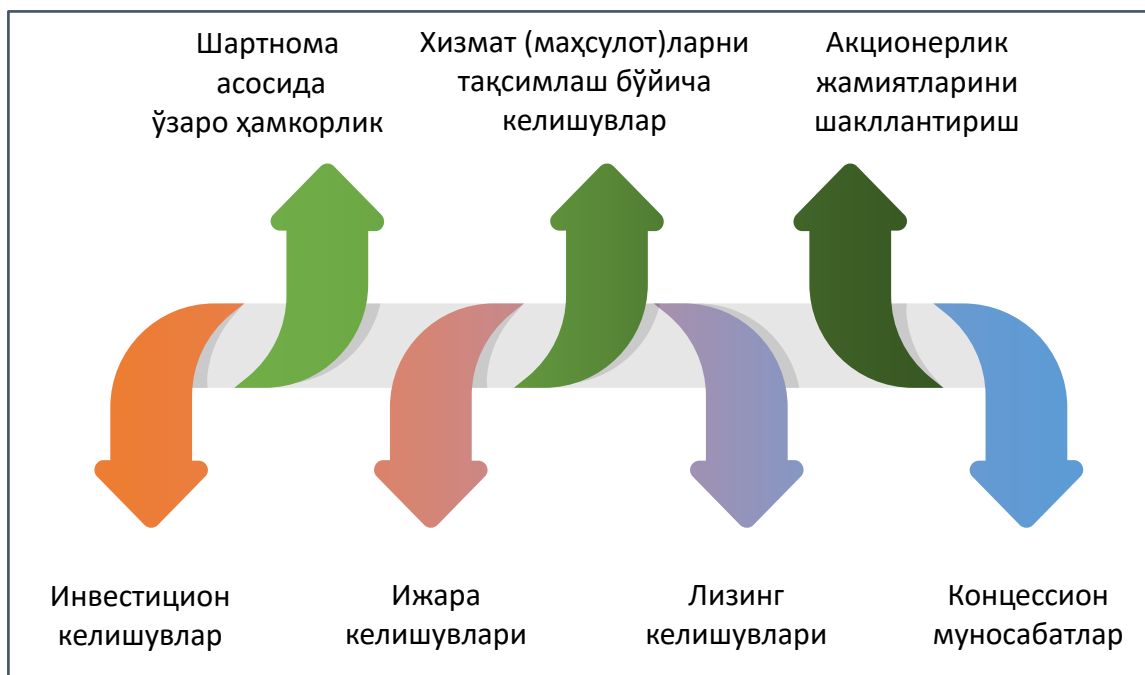 Шартнома
асосида
ўзаро ҳамкорлик
Хизмат (маҳсулот)ларни
тақсимлаш бўйича
келишувлар
Акционерлик
жамиятларини
шакллантириш
Инвестицион
келишувлар
Ижара
келишувлари
Лизинг
келишувлари
Концессион
муносабатлар